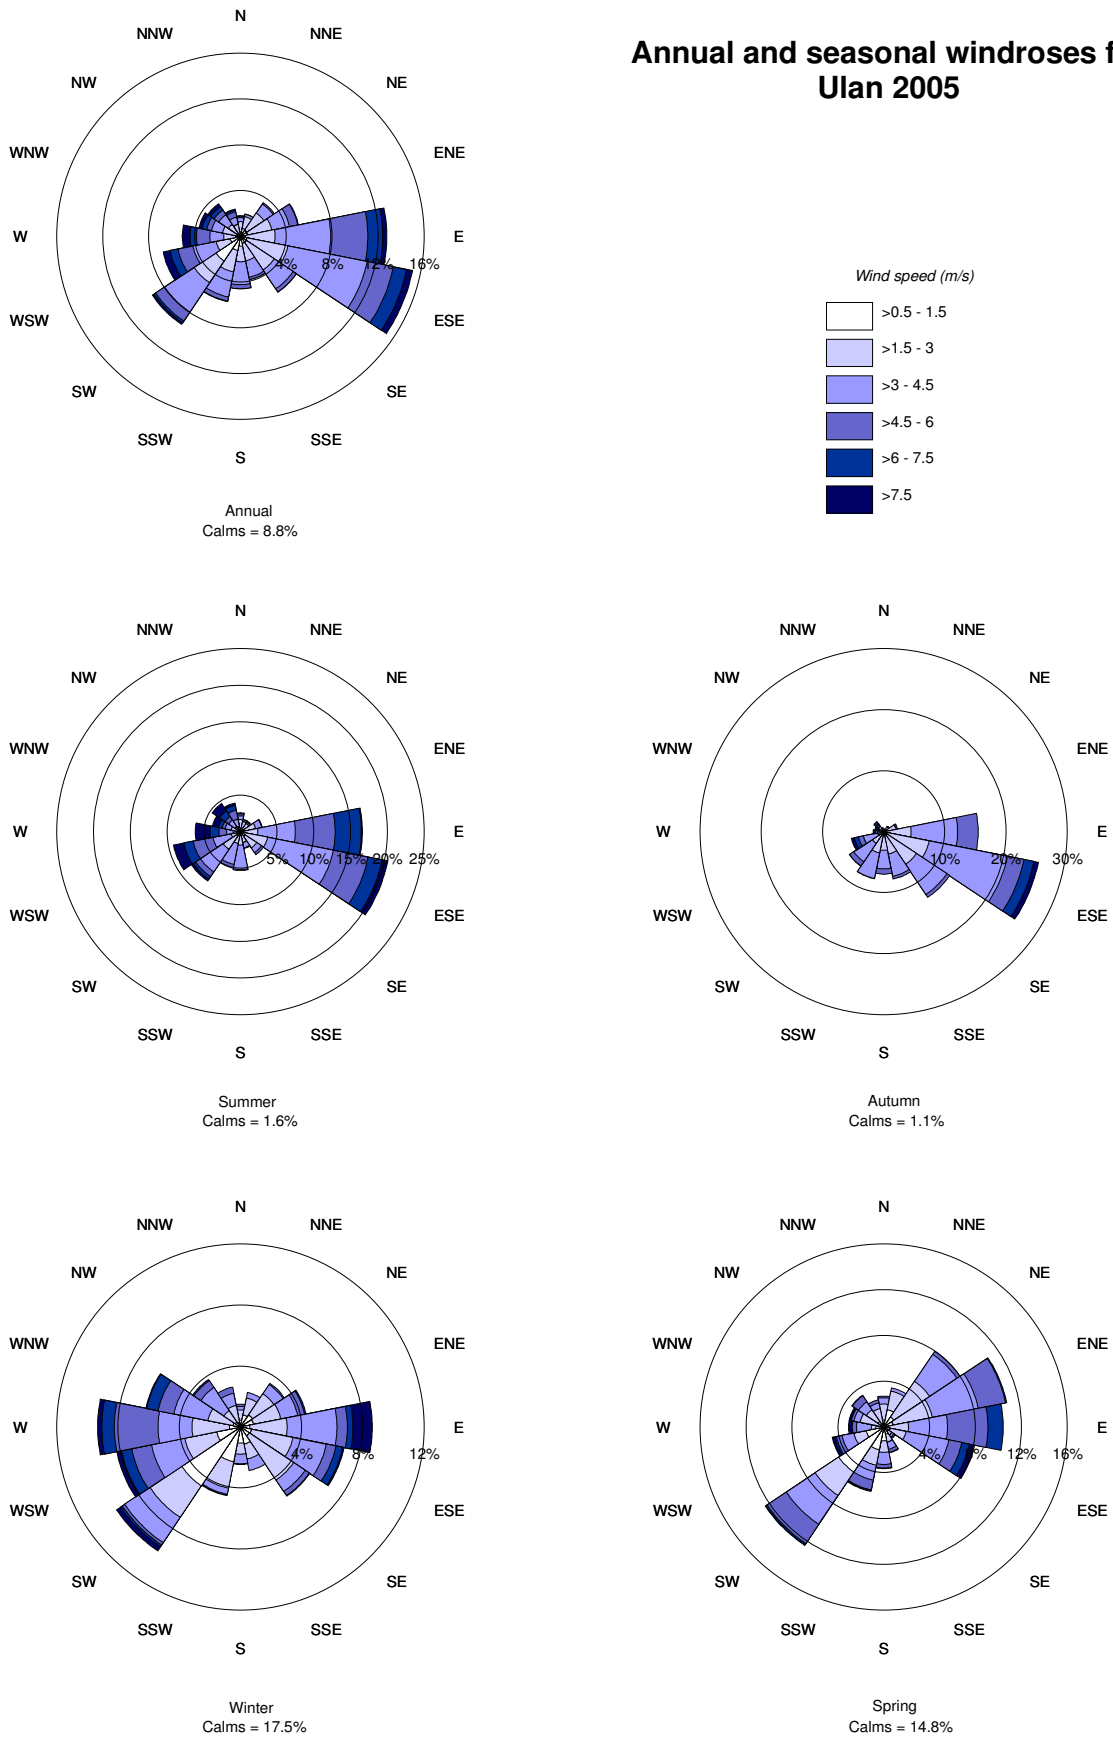 Annual and seasonal windroses f
Ulan 2005
N
NNW
NNE
NW
NE
WNW
ENE
W
E
4% 8% 12% 16%
WSW
ESE
SW
SE
SSW
SSE
S
Annual
Calms = 8.8%
Wind speed (m/s)
>0.5 - 1.5
>1.5 - 3
>3 - 4.5
>4.5 - 6
>6 - 7.5
>7.5
N
NNW
NNE
NW
NE
WNW
ENE
W
E
5% 10% 15% 20% 25%
WSW
ESE
SW
SE
SSW
SSE
S
Summer
Calms = 1.6%
N
NNW
NNE
NW
NE
WNW
ENE
W
E
10% 20% 30%
WSW
ESE
SW
SE
SSW
SSE
S
Autumn
Calms = 1.1%
N
NNW
NNE
NW
NE
WNW
ENE
W
E
4% 8% 12%
WSW
ESE
SW
SE
SSW
SSE
S
Winter
Calms = 17.5%
N
NNW
NNE
NW
NE
WNW
ENE
W
E
4% 8% 12% 16%
WSW
ESE
SW
SE
SSW
SSE
S
Spring
Calms = 14.8%